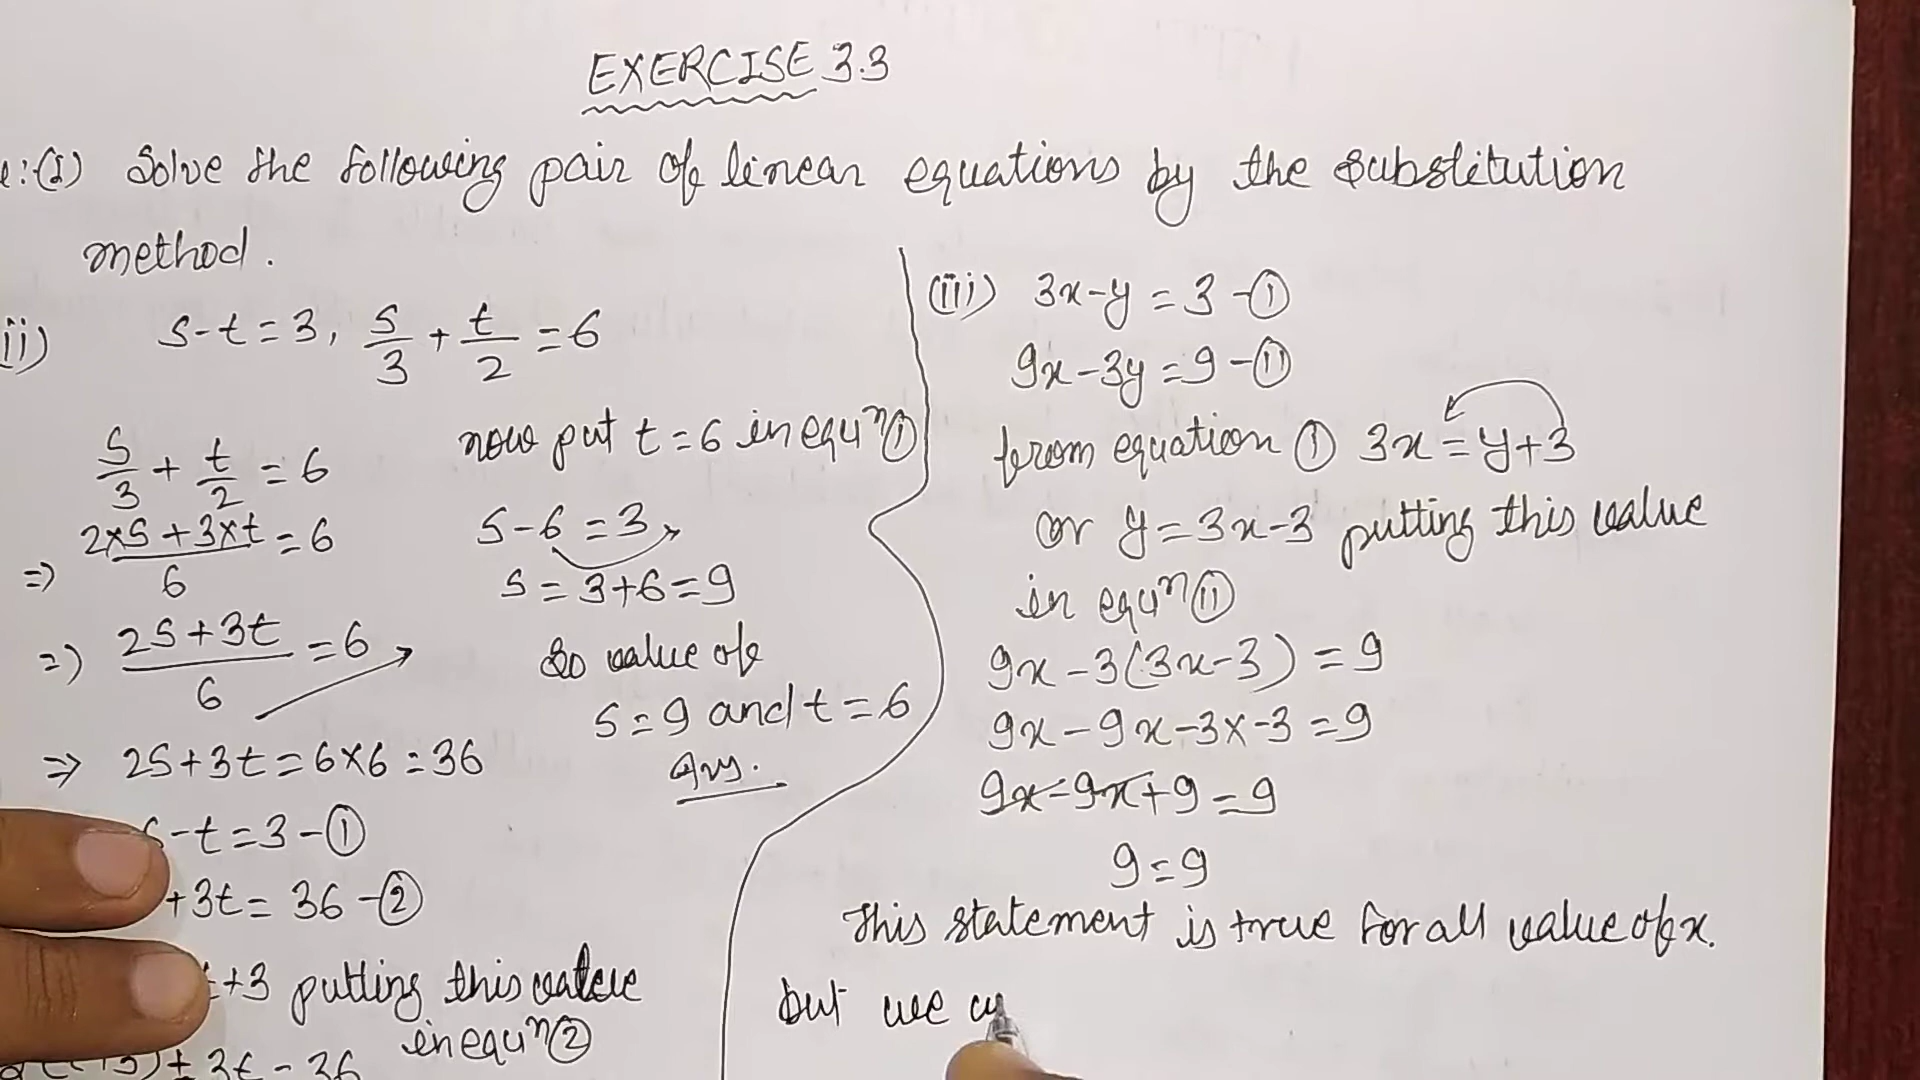 EXERCISE 3.3
(1) Solve the following pair of linear equations by the substitution
method.
ii) s-t=3, s/3 + t/2 = 6
s/3 + t/2 = 6
⇒ (2×s+3×t)/6 = 6
⇒ (2s+3t)/6 = 6
⇒ 2s+3t=6×6=36
-t=3-①
+3t=36-②
+3 putting this value
in equⁿ②
+3t=36
now put t=6 in equⁿ①
s-6=3
s=3+6=9
So value of
s=9 and t=6
Ans.
(iii) 3x-y=3-①
9x-3y=9-⑪
from equation ① 3x=y+3
or y=3x-3 putting this value
in equⁿ⑪
9x-3(3x-3)=9
9x-9x-3x-3=9
9x-9x+9=9
9=9
This statement is true for all value of x.
but we